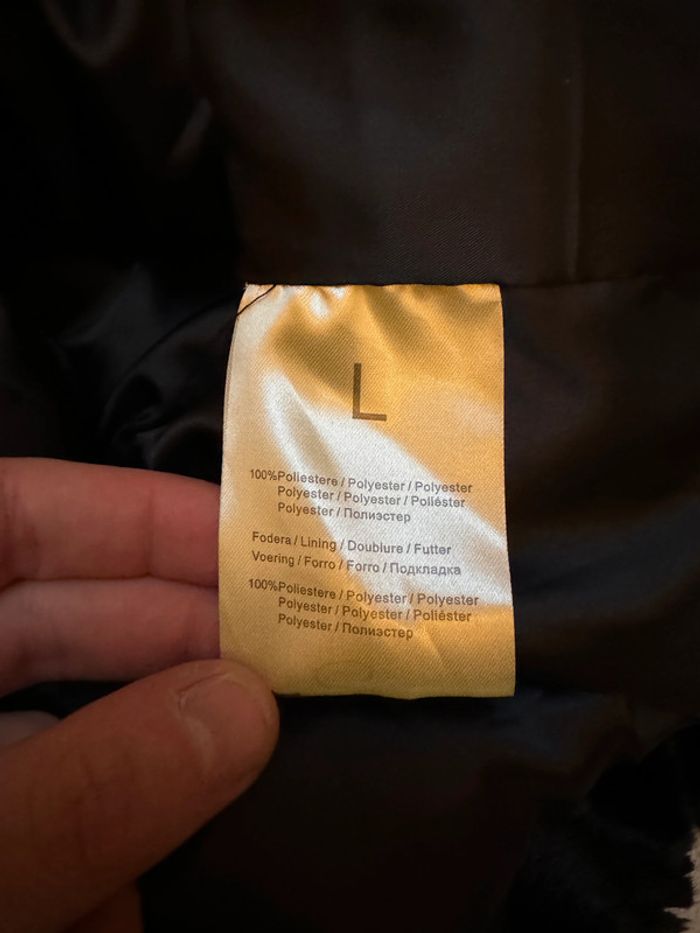 L
100%Poliestere / Polyester / Polyester
Polyester / Polyester / Poliéster
Polyester / Полиэстер
Fodera / Lining / Doublure / Futter
Voering / Forro / Forro / Подкладка
100%Poliestere / Polyester / Polyester
Polyester / Polyester / Poliéster
Polyester / Полиэстер